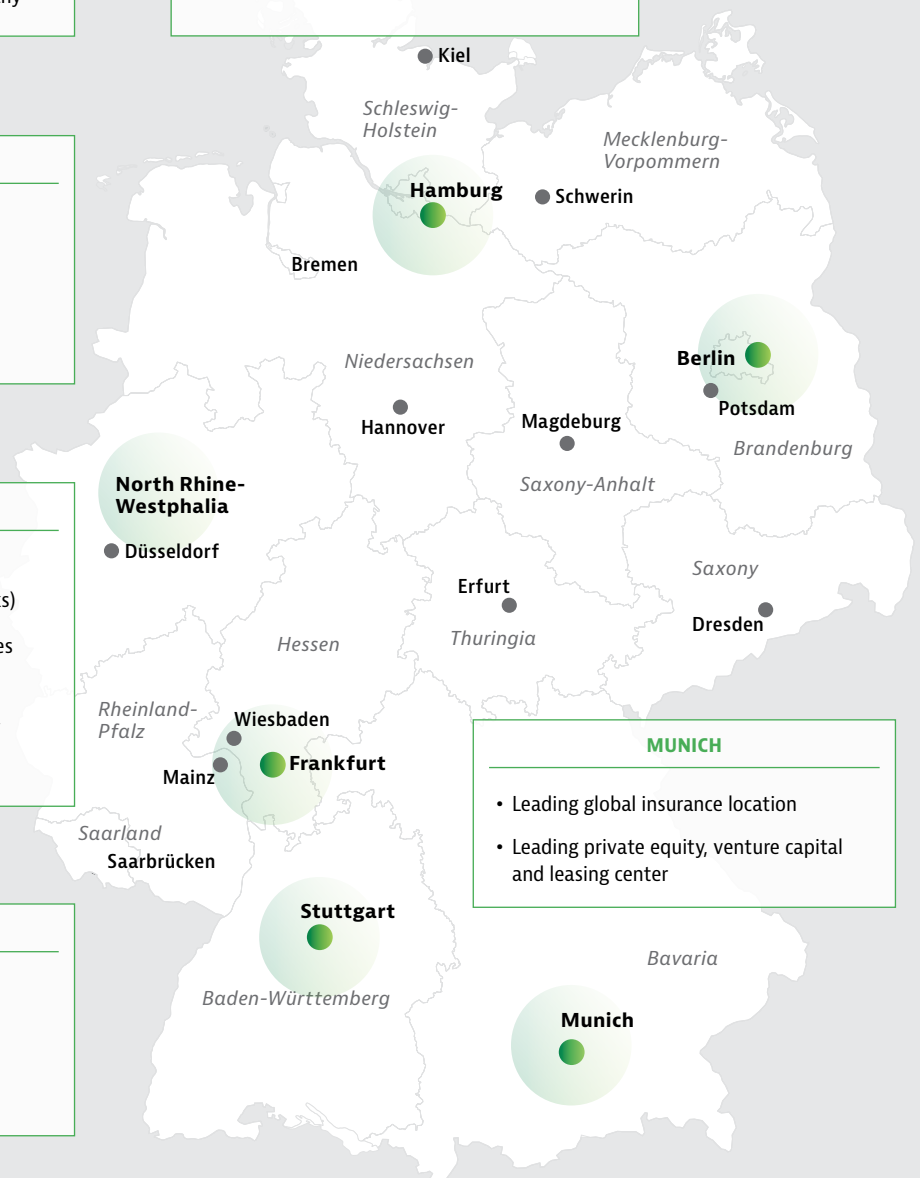 Kiel
Schleswig-
Holstein
Mecklenburg-
Vorpommern
Hamburg
Schwerin
Bremen
Berlin
Niedersachsen
Potsdam
Hannover
Magdeburg
Brandenburg
Saxony-Anhalt
North Rhine-
Westphalia
Düsseldorf
Saxony
Erfurt
Dresden
Thuringia
Hessen
es
Rheinland-
Pfalz
Wiesbaden
Mainz
Frankfurt
MUNICH
• Leading global insurance location
• Leading private equity, venture capital
and leasing center
Saarland
Saarbrücken
Stuttgart
Bavaria
Baden-Württemberg
Munich